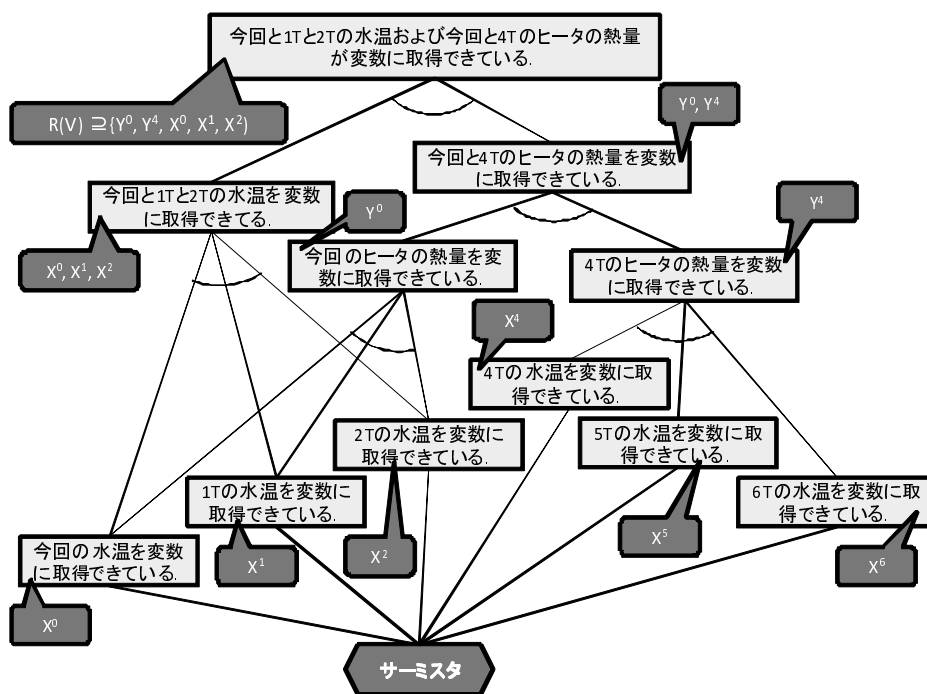 今回と1Tと2Tの水温および今回と4Tのヒータの熱量
が変数に取得できている.
R(V) ⊇{Y⁰, Y⁴, X⁰, X¹, X²)
Y⁰, Y⁴
今回と4Tのヒータの熱量を変数
に取得できている.
今回と1Tと2Tの水温を変数
に取得できてる.
X⁰, X¹, X²
Y⁰
今回のヒータの熱量を変
数に取得できている.
Y⁴
4Tのヒータの熱量を変数
に取得できている.
X⁴
4Tの水温を変数に取
得できている.
2Tの水温を変数に
取得できている.
X²
5Tの水温を変数に取
得できている.
X⁵
1Tの水温を変数に
取得できている.
X¹
6Tの水温を変数に取
得できている.
X⁶
今回の水温を変数
に取得できている.
X⁰
サーミスタ